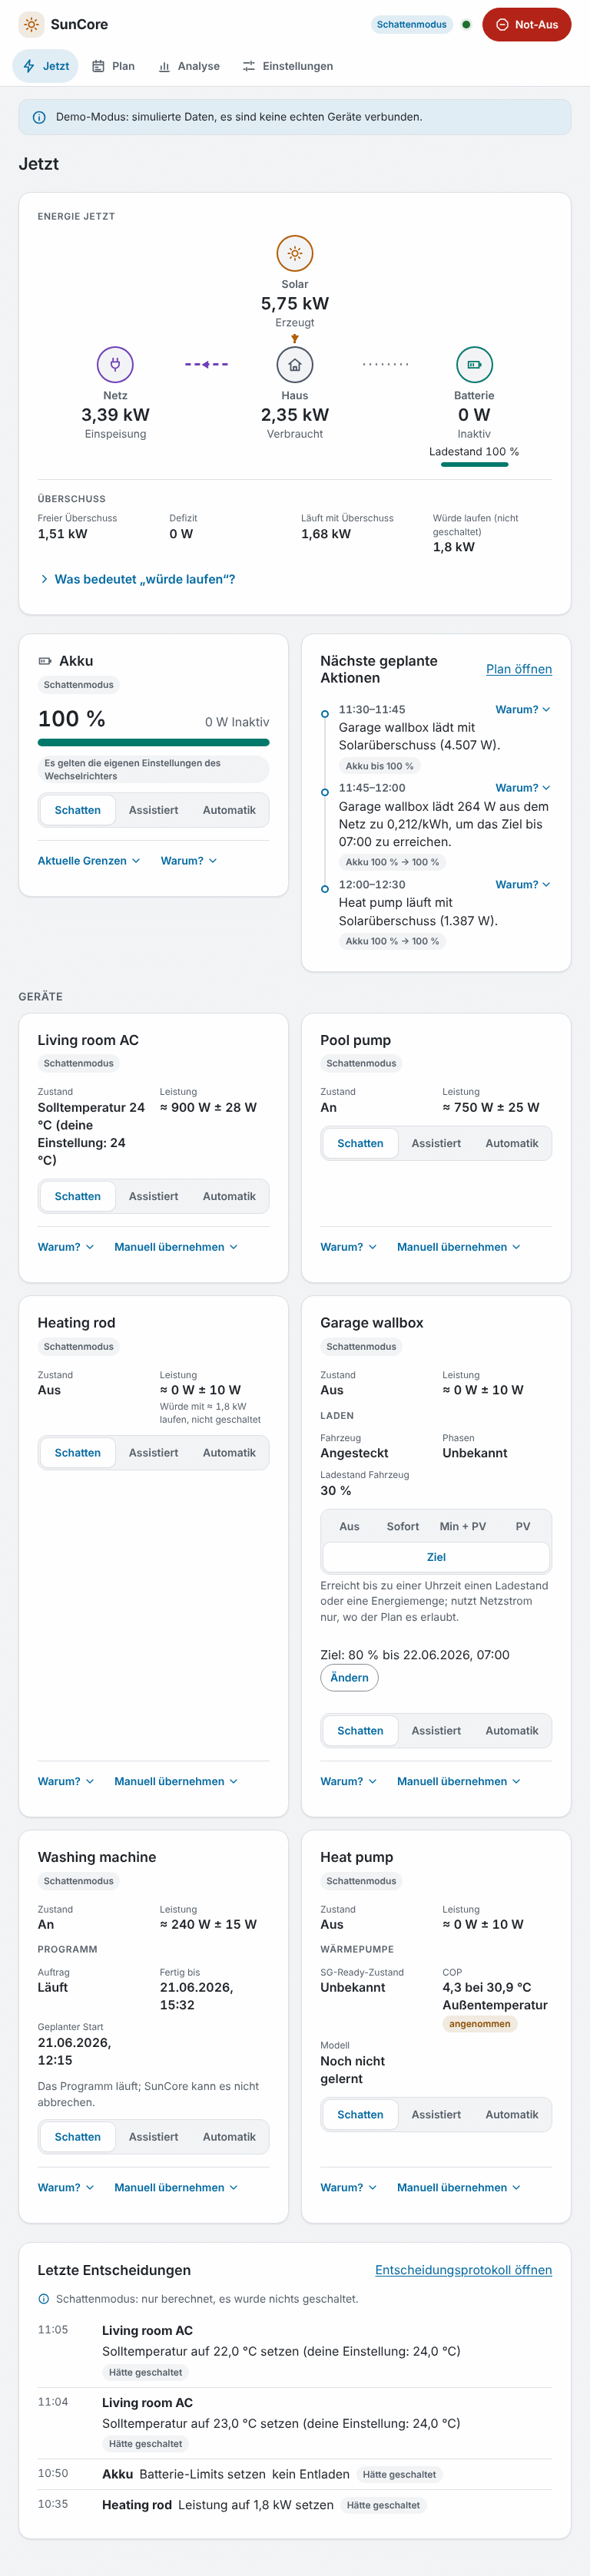 SunCore
Schattenmodus
Not-Aus
Jetzt
Plan
Analyse
Einstellungen
Demo-Modus: simulierte Daten, es sind keine echten Geräte verbunden.
Jetzt
ENERGIE JETZT
Solar
5,75 kW
Erzeugt
Netz
3,39 kW
Einspeisung
Haus
2,35 kW
Verbraucht
Batterie
0 W
Inaktiv
Ladestand 100 %
ÜBERSCHUSS
Freier Überschuss
1,51 kW
Defizit
0 W
Läuft mit Überschuss
1,68 kW
Würde laufen (nicht
geschaltet)
1,8 kW
Was bedeutet „würde laufen“?
Akku
Schattenmodus
100 %
0 W Inaktiv
Es gelten die eigenen Einstellungen des
Wechselrichters
Schatten
Assistiert
Automatik
Aktuelle Grenzen
Warum?
Nächste geplante
Aktionen
Plan öffnen
11:30–11:45
Warum?
Garage wallbox lädt mit
Solarüberschuss (4.507 W).
Akku bis 100 %
11:45–12:00
Warum?
Garage wallbox lädt 264 W aus dem
Netz zu 0,212/kWh, um das Ziel bis
07:00 zu erreichen.
Akku 100 % → 100 %
12:00–12:30
Warum?
Heat pump läuft mit
Solarüberschuss (1.387 W).
Akku 100 % → 100 %
GERÄTE
Living room AC
Schattenmodus
Zustand
Solltemperatur 24
°C (deine
Einstellung: 24
°C)
Leistung
≈ 900 W ± 28 W
Schatten
Assistiert
Automatik
Warum?
Manuell übernehmen
Pool pump
Schattenmodus
Zustand
An
Leistung
≈ 750 W ± 25 W
Schatten
Assistiert
Automatik
Warum?
Manuell übernehmen
Heating rod
Schattenmodus
Zustand
Aus
Leistung
≈ 0 W ± 10 W
Würde mit ≈ 1,8 kW
laufen, nicht geschaltet
Schatten
Assistiert
Automatik
Warum?
Manuell übernehmen
Garage wallbox
Schattenmodus
Zustand
Aus
Leistung
≈ 0 W ± 10 W
LADEN
Fahrzeug
Angesteckt
Phasen
Unbekannt
Ladestand Fahrzeug
30 %
Aus
Sofort
Min + PV
PV
Ziel
Erreicht bis zu einer Uhrzeit einen Ladestand
oder eine Energiemenge; nutzt Netzstrom
nur, wo der Plan es erlaubt.
Ziel: 80 % bis 22.06.2026, 07:00
Ändern
Schatten
Assistiert
Automatik
Warum?
Manuell übernehmen
Washing machine
Schattenmodus
Zustand
An
Leistung
≈ 240 W ± 15 W
PROGRAMM
Auftrag
Läuft
Fertig bis
21.06.2026,
15:32
Geplanter Start
21.06.2026,
12:15
Das Programm läuft; SunCore kann es nicht
abbrechen.
Schatten
Assistiert
Automatik
Warum?
Manuell übernehmen
Heat pump
Schattenmodus
Zustand
Aus
Leistung
≈ 0 W ± 10 W
WÄRMEPUMPE
SG-Ready-Zustand
Unbekannt
COP
4,3 bei 30,9 °C
Außentemperatur
angenommen
Modell
Noch nicht
gelernt
Schatten
Assistiert
Automatik
Warum?
Manuell übernehmen
Letzte Entscheidungen
Entscheidungsprotokoll öffnen
Schattenmodus: nur berechnet, es wurde nichts geschaltet.
11:05
Living room AC
Solltemperatur auf 22,0 °C setzen (deine Einstellung: 24,0 °C)
Hätte geschaltet
11:04
Living room AC
Solltemperatur auf 23,0 °C setzen (deine Einstellung: 24,0 °C)
Hätte geschaltet
10:50
Akku Batterie-Limits setzen kein Entladen Hätte geschaltet
10:35
Heating rod Leistung auf 1,8 kW setzen Hätte geschaltet